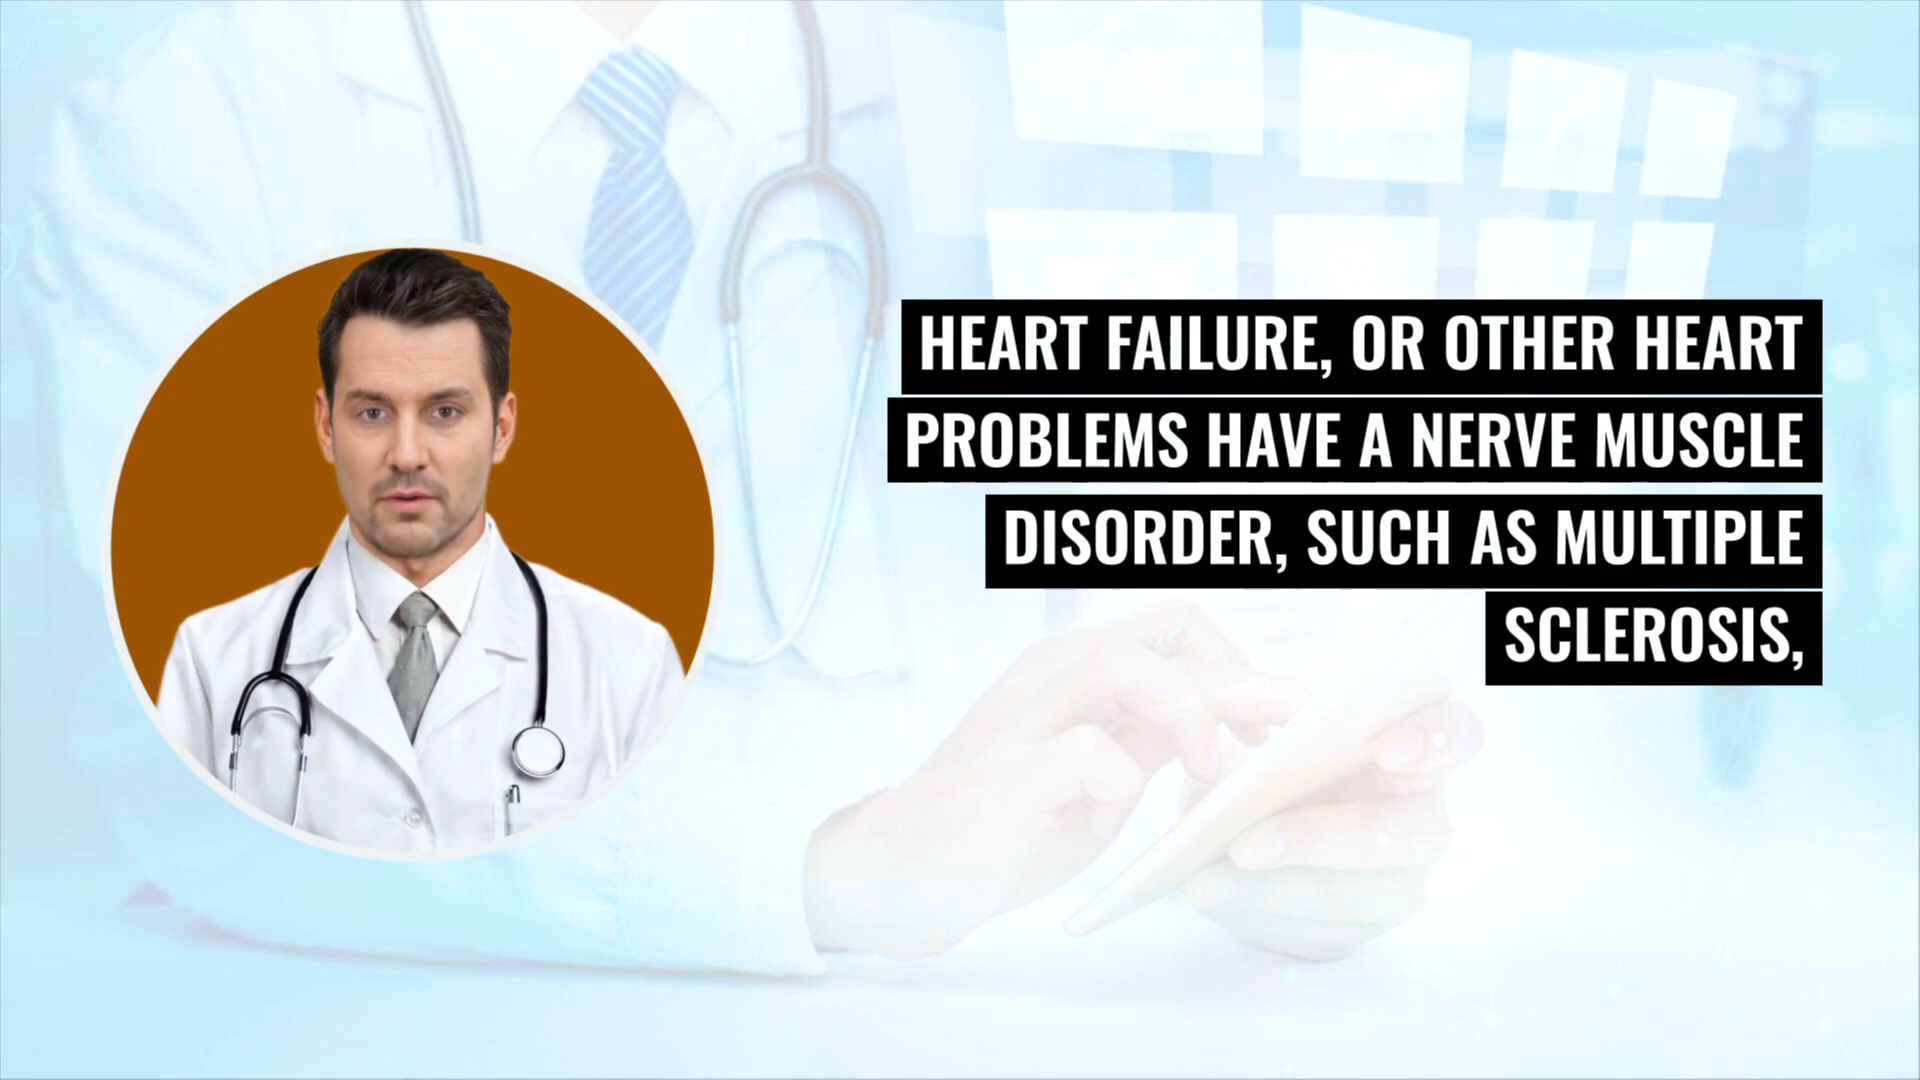 HEART FAILURE, OR OTHER HEART
PROBLEMS HAVE A NERVE MUSCLE
DISORDER, SUCH AS MULTIPLE
SCLEROSIS,